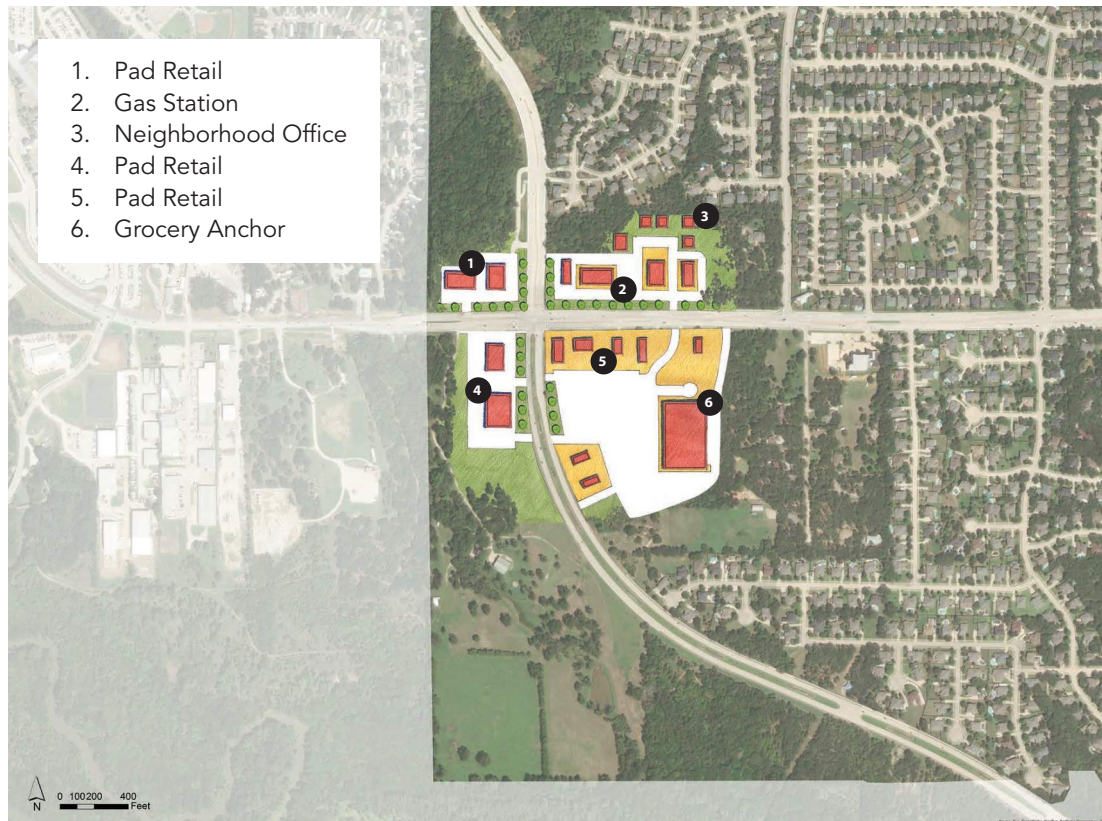 1. Pad Retail
2. Gas Station
3. Neighborhood Office
4. Pad Retail
5. Pad Retail
6. Grocery Anchor
3
1
2
5
4
6
N
0 100200 400
Feet